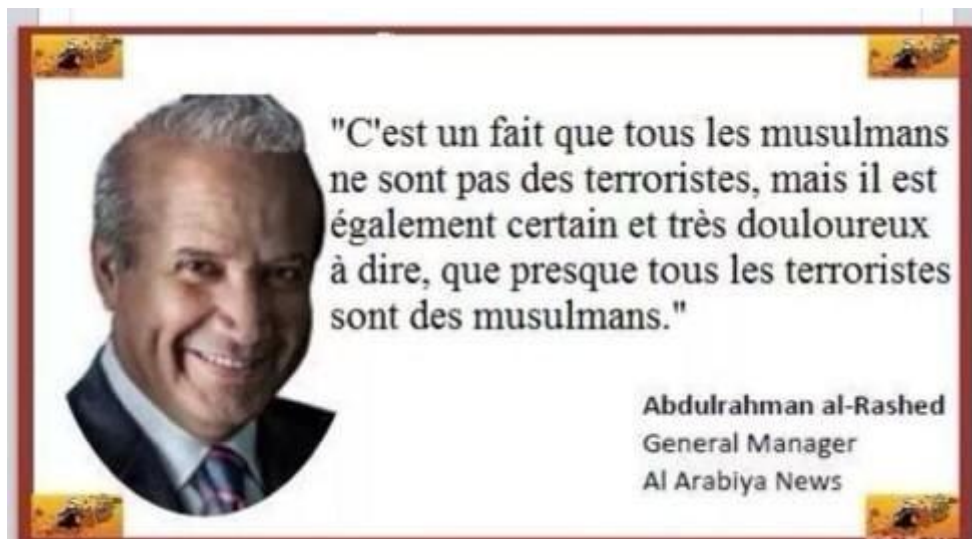 "C'est un fait que tous les musulmans
ne sont pas des terroristes, mais il est
également certain et très douloureux
à dire, que presque tous les terroristes
sont des musulmans."
Abdulrahman al-Rashed
General Manager
Al Arabiya News